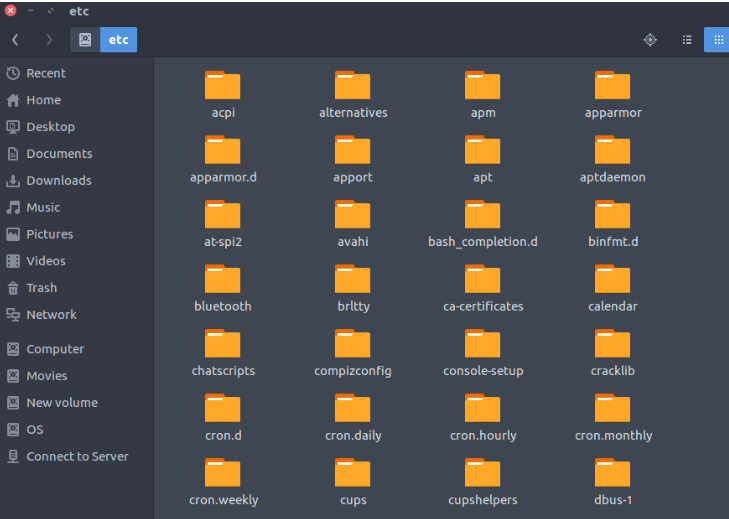 etc
etc
Recent
Home
Desktop
Documents
Downloads
Music
Pictures
Videos
Trash
Network
Computer
Movies
New volume
OS
Connect to Server
acpi
alternatives
apm
apparmor
apparmor.d
apport
apt
aptdaemon
at-spi2
avahi
bash_completion.d
binfmt.d
bluetooth
brltty
ca-certificates
calendar
chatscripts
compizconfig
console-setup
cracklib
cron.d
cron.daily
cron.hourly
cron.monthly
cron.weekly
cups
cupshelpers
dbus-1